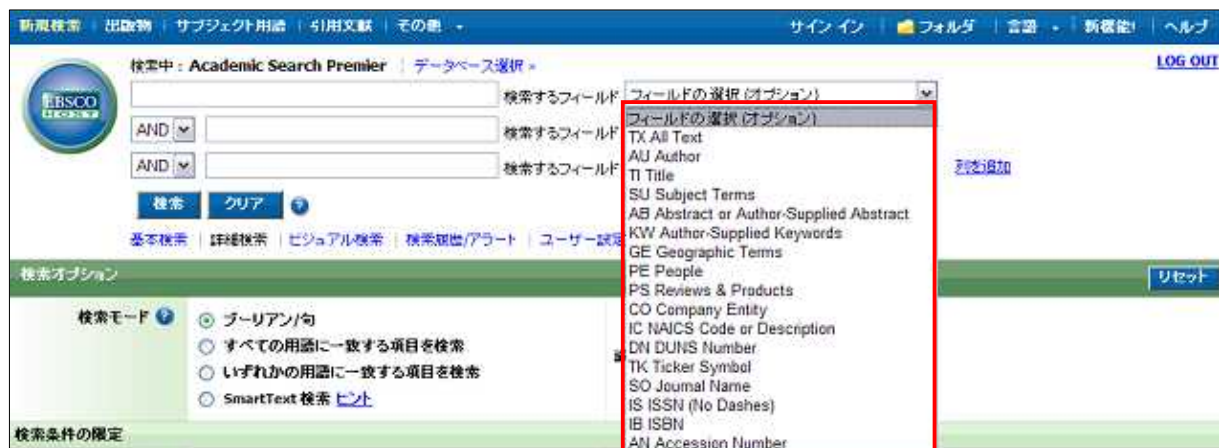 新規検索 出版物 サブジェクト用語 引用文献 その他 サイン イン フォルダ 言語 新機能! ヘルプ
検索中 : Academic Search Premier データベース選択 » LOG OUT
EBSCO HOST
検索するフィールド フィールドの選択 (オプション)
AND 検索するフィールド
AND 検索するフィールド 列を追加
フィールドの選択 (オプション)
TX All Text
AU Author
TI Title
SU Subject Terms
AB Abstract or Author-Supplied Abstract
KW Author-Supplied Keywords
GE Geographic Terms
PE People
PS Reviews & Products
CO Company Entity
IC NAICS Code or Description
DN DUNS Number
TK Ticker Symbol
SO Journal Name
IS ISSN (No Dashes)
IB ISBN
AN Accession Number
検索 クリア ?
基本検索 詳細検索 ビジュアル検索 検索履歴/アラート ユーザー設定
検索オプション リセット
検索モード ? ブーリアン/句
すべての用語に一致する項目を検索
いずれかの用語に一致する項目を検索
SmartText 検索 ヒント
検索条件の限定